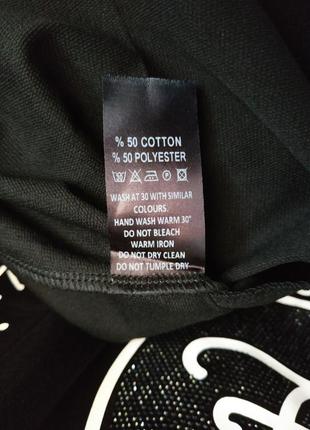 % 50 COTTON
% 50 POLYESTER
WASH AT 30 WITH SIMILAR
COLOURS.
HAND WASH WARM 30°
DO NOT BLEACH
WARM IRON
DO NOT DRY CLEAN
DO NOT TUMBLE DRY